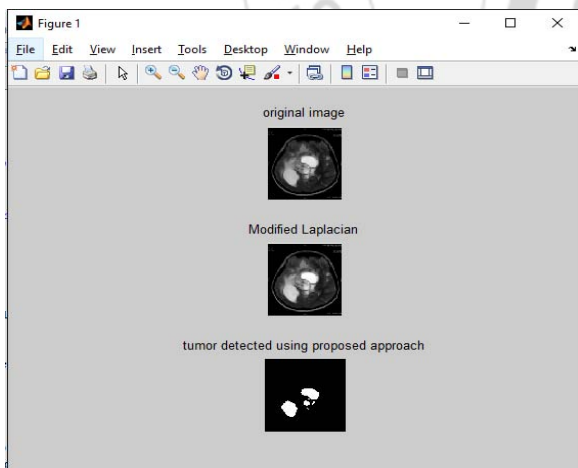 Figure 1
File Edit View Insert Tools Desktop Window Help
original image
Modified Laplacian
tumor detected using proposed approach